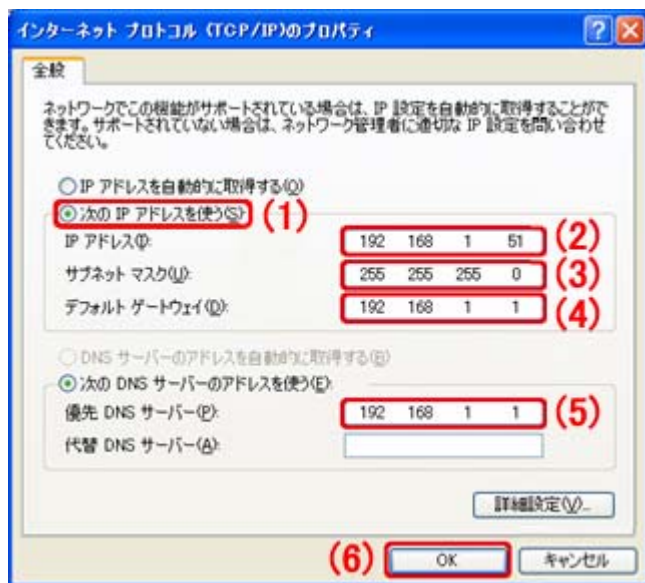 インターネット プロトコル (TCP/IP)のプロパティ
全般
ネットワークでこの機能がサポートされている場合は、IP 設定を自動的に取得することがで
きます。サポートされていない場合は、ネットワーク管理者に適切な IP 設定を問い合わせ
てください。
IP アドレスを自動的に取得する(O)
次の IP アドレスを使う(S): (1)
IP アドレス(I): 192 168 1 51 (2)
サブネット マスク(U): 255 255 255 0 (3)
デフォルト ゲートウェイ(D): 192 168 1 1 (4)
DNS サーバーのアドレスを自動的に取得する(B)
次の DNS サーバーのアドレスを使う(E):
優先 DNS サーバー(P): 192 168 1 1 (5)
代替 DNS サーバー(A):
詳細設定(V)...
(6) OK キャンセル